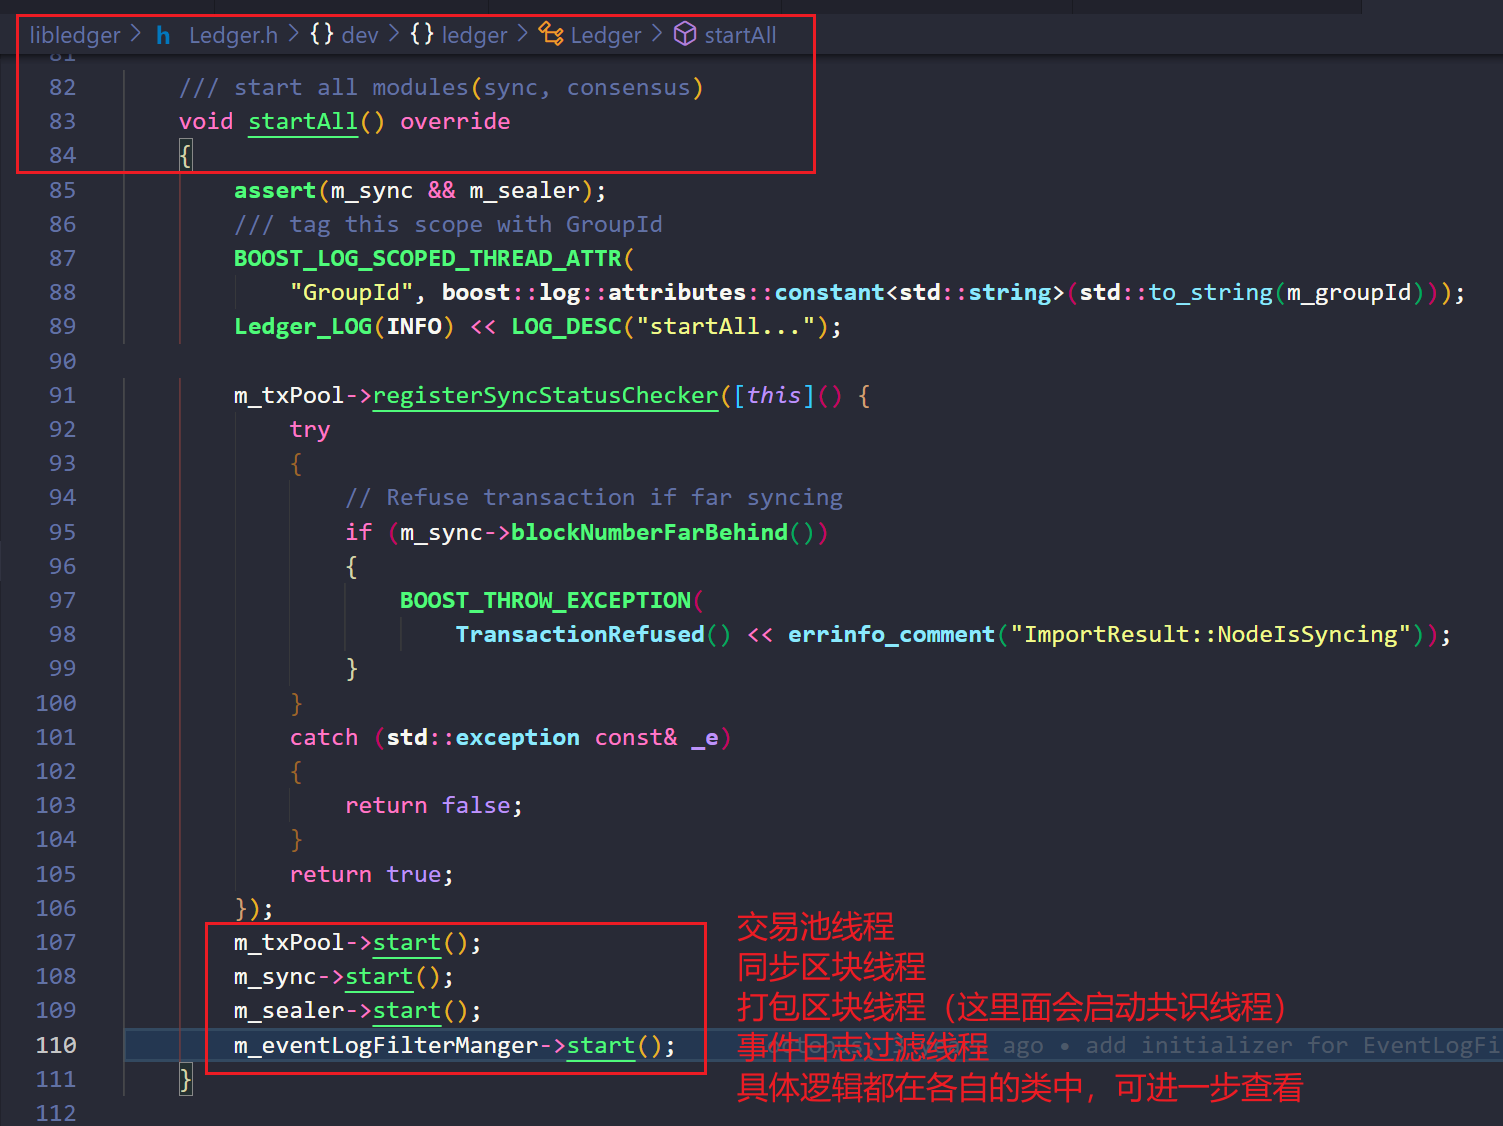 libledger > h Ledger.h > {} dev > {} ledger > Ledger > startAll
81
82 /// start all modules(sync, consensus)
83 void startAll() override
84 {
85 assert(m_sync && m_sealer);
86 /// tag this scope with GroupId
87 BOOST_LOG_SCOPED_THREAD_ATTR(
88 "GroupId", boost::log::attributes::constant<std::string>(std::to_string(m_groupId)));
89 Ledger_LOG(INFO) << LOG_DESC("startAll...");
90
91 m_txPool->registerSyncStatusChecker([this]() {
92 try
93 {
94 // Refuse transaction if far syncing
95 if (m_sync->blockNumberFarBehind())
96 {
97 BOOST_THROW_EXCEPTION(
98 TransactionRefused() << errinfo_comment("ImportResult::NodeIsSyncing"));
99 }
100 }
101 catch (std::exception const& _e)
102 {
103 return false;
104 }
105 return true;
106 });
107 m_txPool->start(); 交易池线程
108 m_sync->start(); 同步区块线程
109 m_sealer->start(); 打包区块线程（这里面会启动共识线程）
110 m_eventLogFilterManger->start(); 事件日志过滤线程 ago • add initializer for EventLogFi
111 } 具体逻辑都在各自的类中，可进一步查看
112